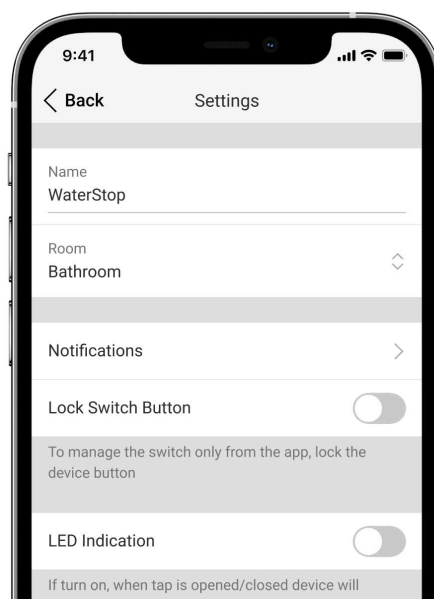 9:41
Back
Settings
Name
WaterStop
Room
Bathroom
Notifications
Lock Switch Button
To manage the switch only from the app, lock the
device button
LED Indication
If turn on, when tap is opened/closed device will